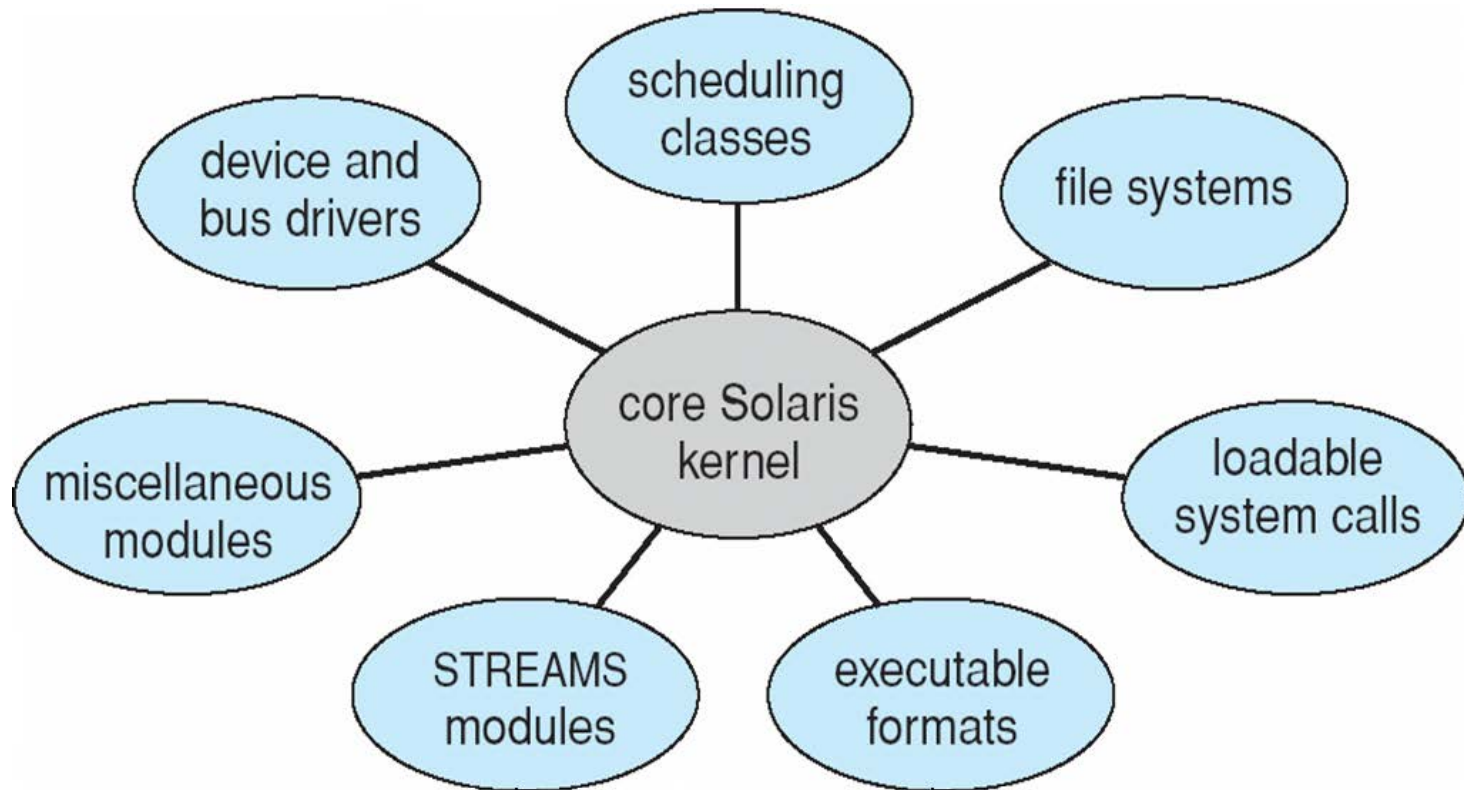 scheduling
classes
device and
bus drivers
file systems
core Solaris
kernel
loadable
system calls
miscellaneous
modules
STREAMS
modules
executable
formats